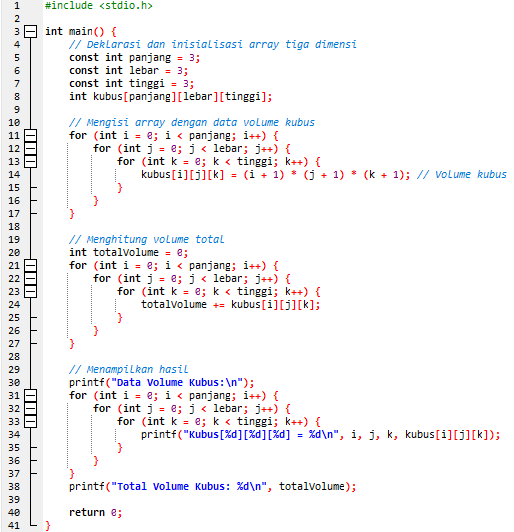 1 #include <stdio.h>
2
3 int main() {
4     // Deklarasi dan inisialisasi array tiga dimensi
5     const int panjang = 3;
6     const int lebar = 3;
7     const int tinggi = 3;
8     int kubus[panjang][lebar][tinggi];
9
10     // Mengisi array dengan data volume kubus
11     for (int i = 0; i < panjang; i++) {
12         for (int j = 0; j < lebar; j++) {
13             for (int k = 0; k < tinggi; k++) {
14                 kubus[i][j][k] = (i + 1) * (j + 1) * (k + 1); // Volume kubus
15             }
16         }
17     }
18
19     // Menghitung volume total
20     int totalVolume = 0;
21     for (int i = 0; i < panjang; i++) {
22         for (int j = 0; j < lebar; j++) {
23             for (int k = 0; k < tinggi; k++) {
24                 totalVolume += kubus[i][j][k];
25             }
26         }
27     }
28
29     // Menampilkan hasil
30     printf("Data Volume Kubus:\n");
31     for (int i = 0; i < panjang; i++) {
32         for (int j = 0; j < lebar; j++) {
33             for (int k = 0; k < tinggi; k++) {
34                 printf("Kubus[%d][%d][%d] = %d\n", i, j, k, kubus[i][j][k]);
35             }
36         }
37     }
38     printf("Total Volume Kubus: %d\n", totalVolume);
39
40     return 0;
41 }